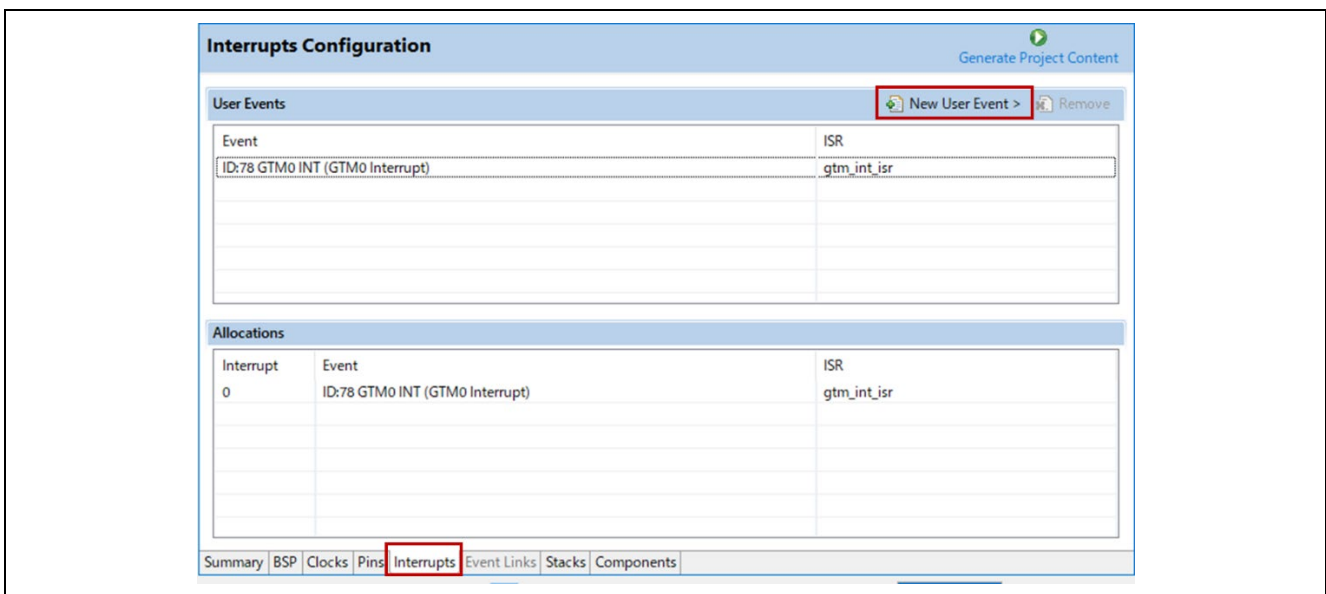 Interrupts Configuration
Generate Project Content
User Events New User Event > Remove
Event ISR
ID:78 GTM0 INT (GTM0 Interrupt) gtm_int_isr
Allocations
Interrupt Event ISR
0 ID:78 GTM0 INT (GTM0 Interrupt) gtm_int_isr
Summary BSP Clocks Pins Interrupts Event Links Stacks Components